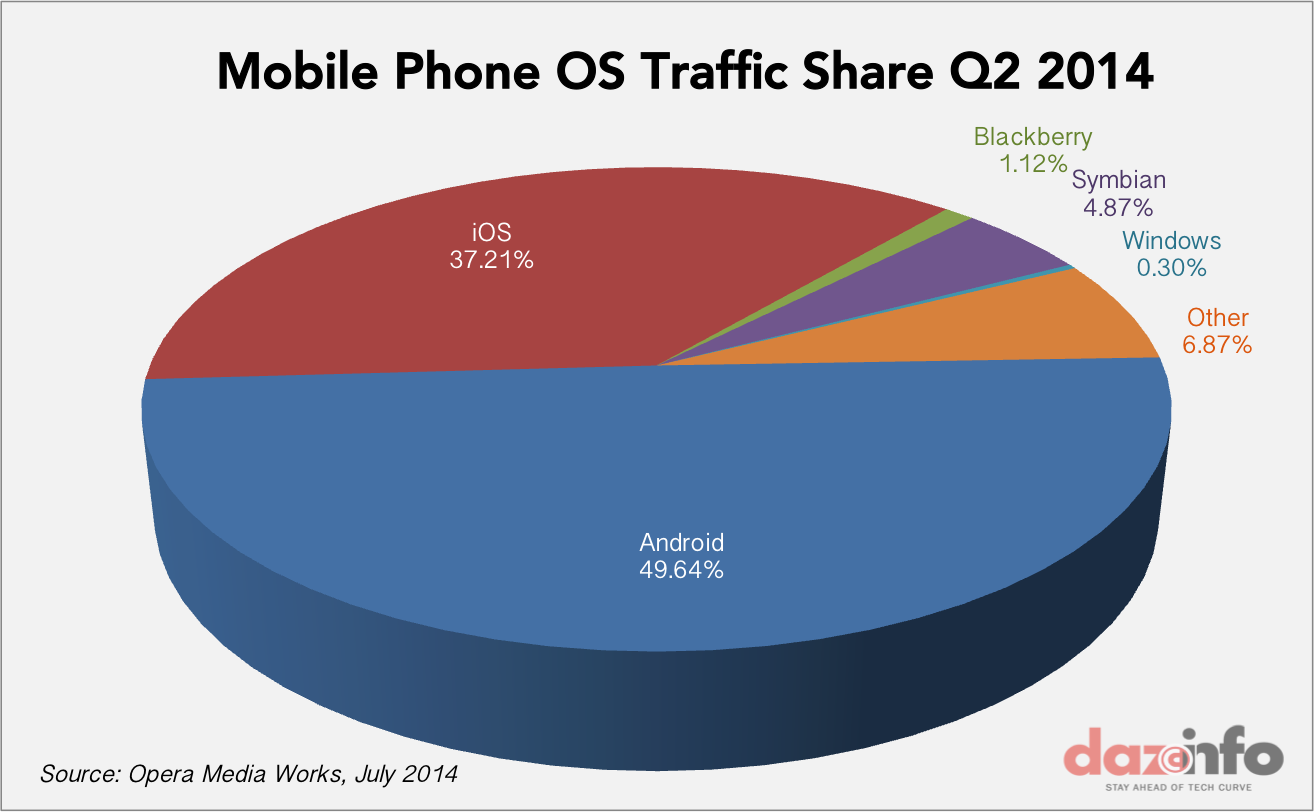 Mobile Phone OS Traffic Share Q2 2014
Blackberry
1.12%
Symbian
4.87%
iOS
37.21%
Windows
0.30%
Other
6.87%
Android
49.64%
Source: Opera Media Works, July 2014
dazeinfo
STAY AHEAD OF TECH CURVE